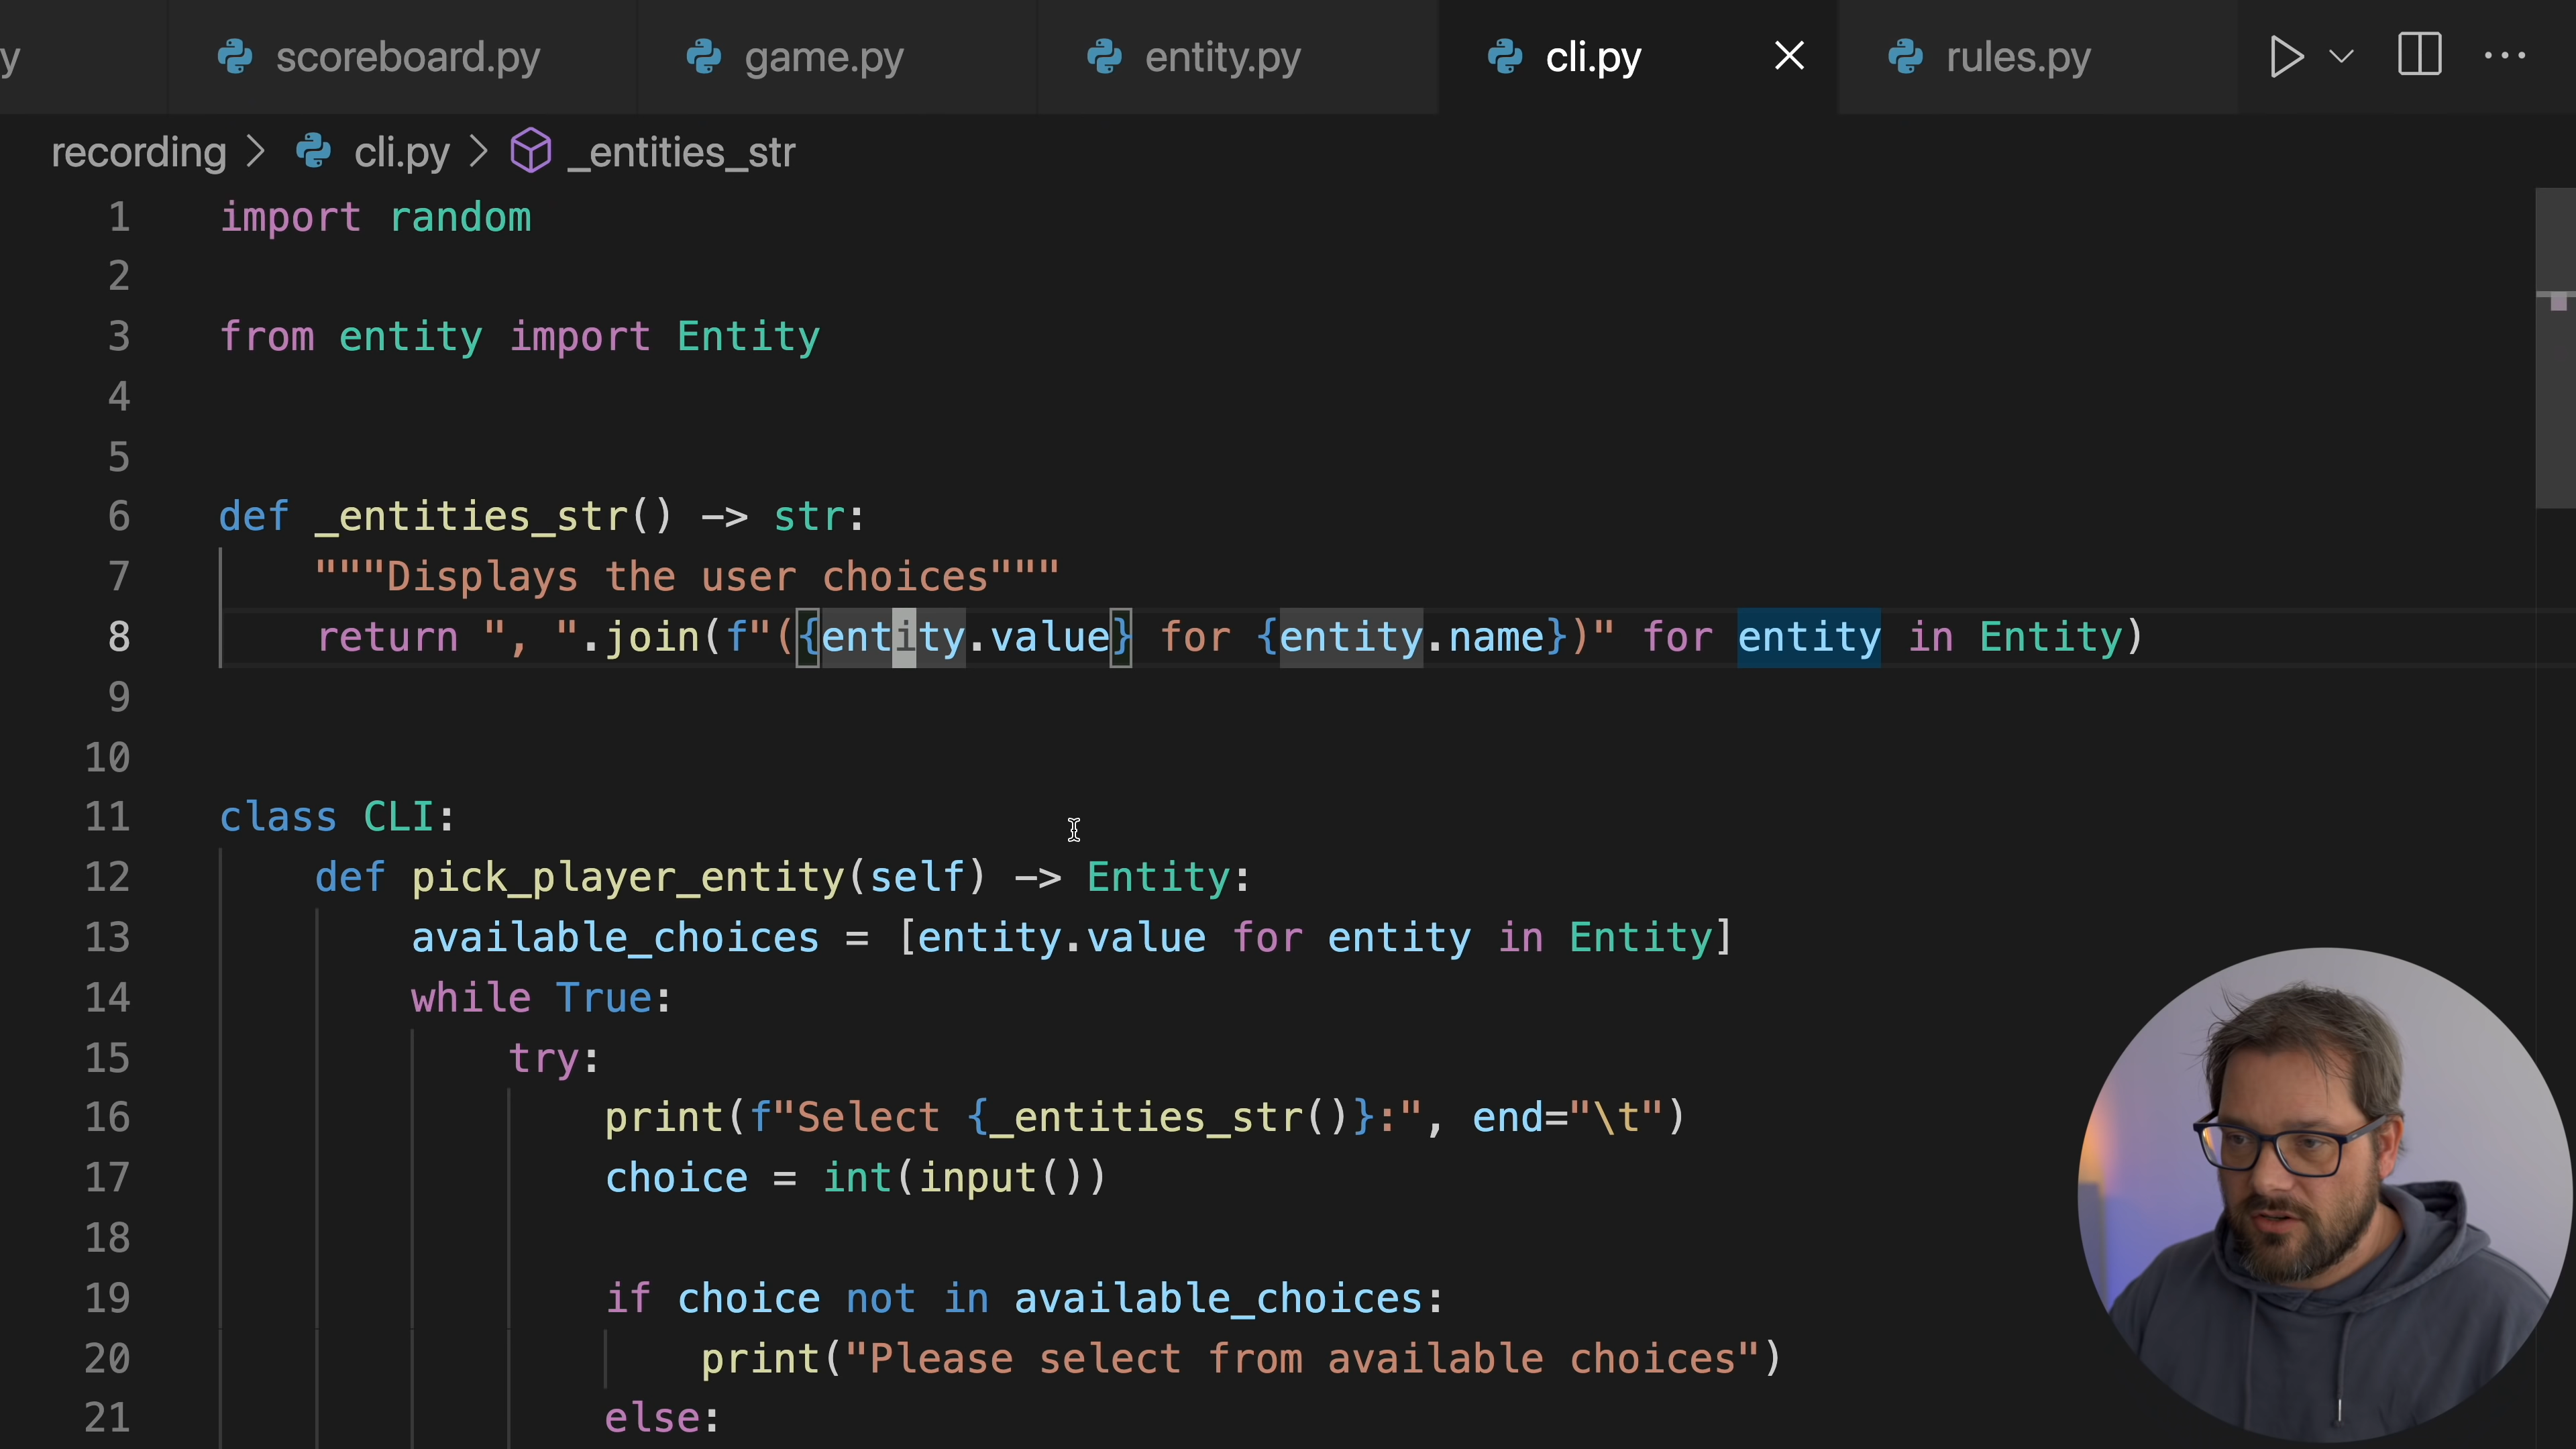 y scoreboard.py game.py entity.py cli.py rules.py
recording > cli.py > _entities_str
1 import random
2
3 from entity import Entity
4
5
6 def _entities_str() -> str:
7 """Displays the user choices"""
8 return ", ".join(f"({entity.value} for {entity.name})" for entity in Entity)
9
10
11 class CLI:
12 def pick_player_entity(self) -> Entity:
13 available_choices = [entity.value for entity in Entity]
14 while True:
15 try:
16 print(f"Select {_entities_str()}:", end="\t")
17 choice = int(input())
18
19 if choice not in available_choices:
20 print("Please select from available choices")
21 else: